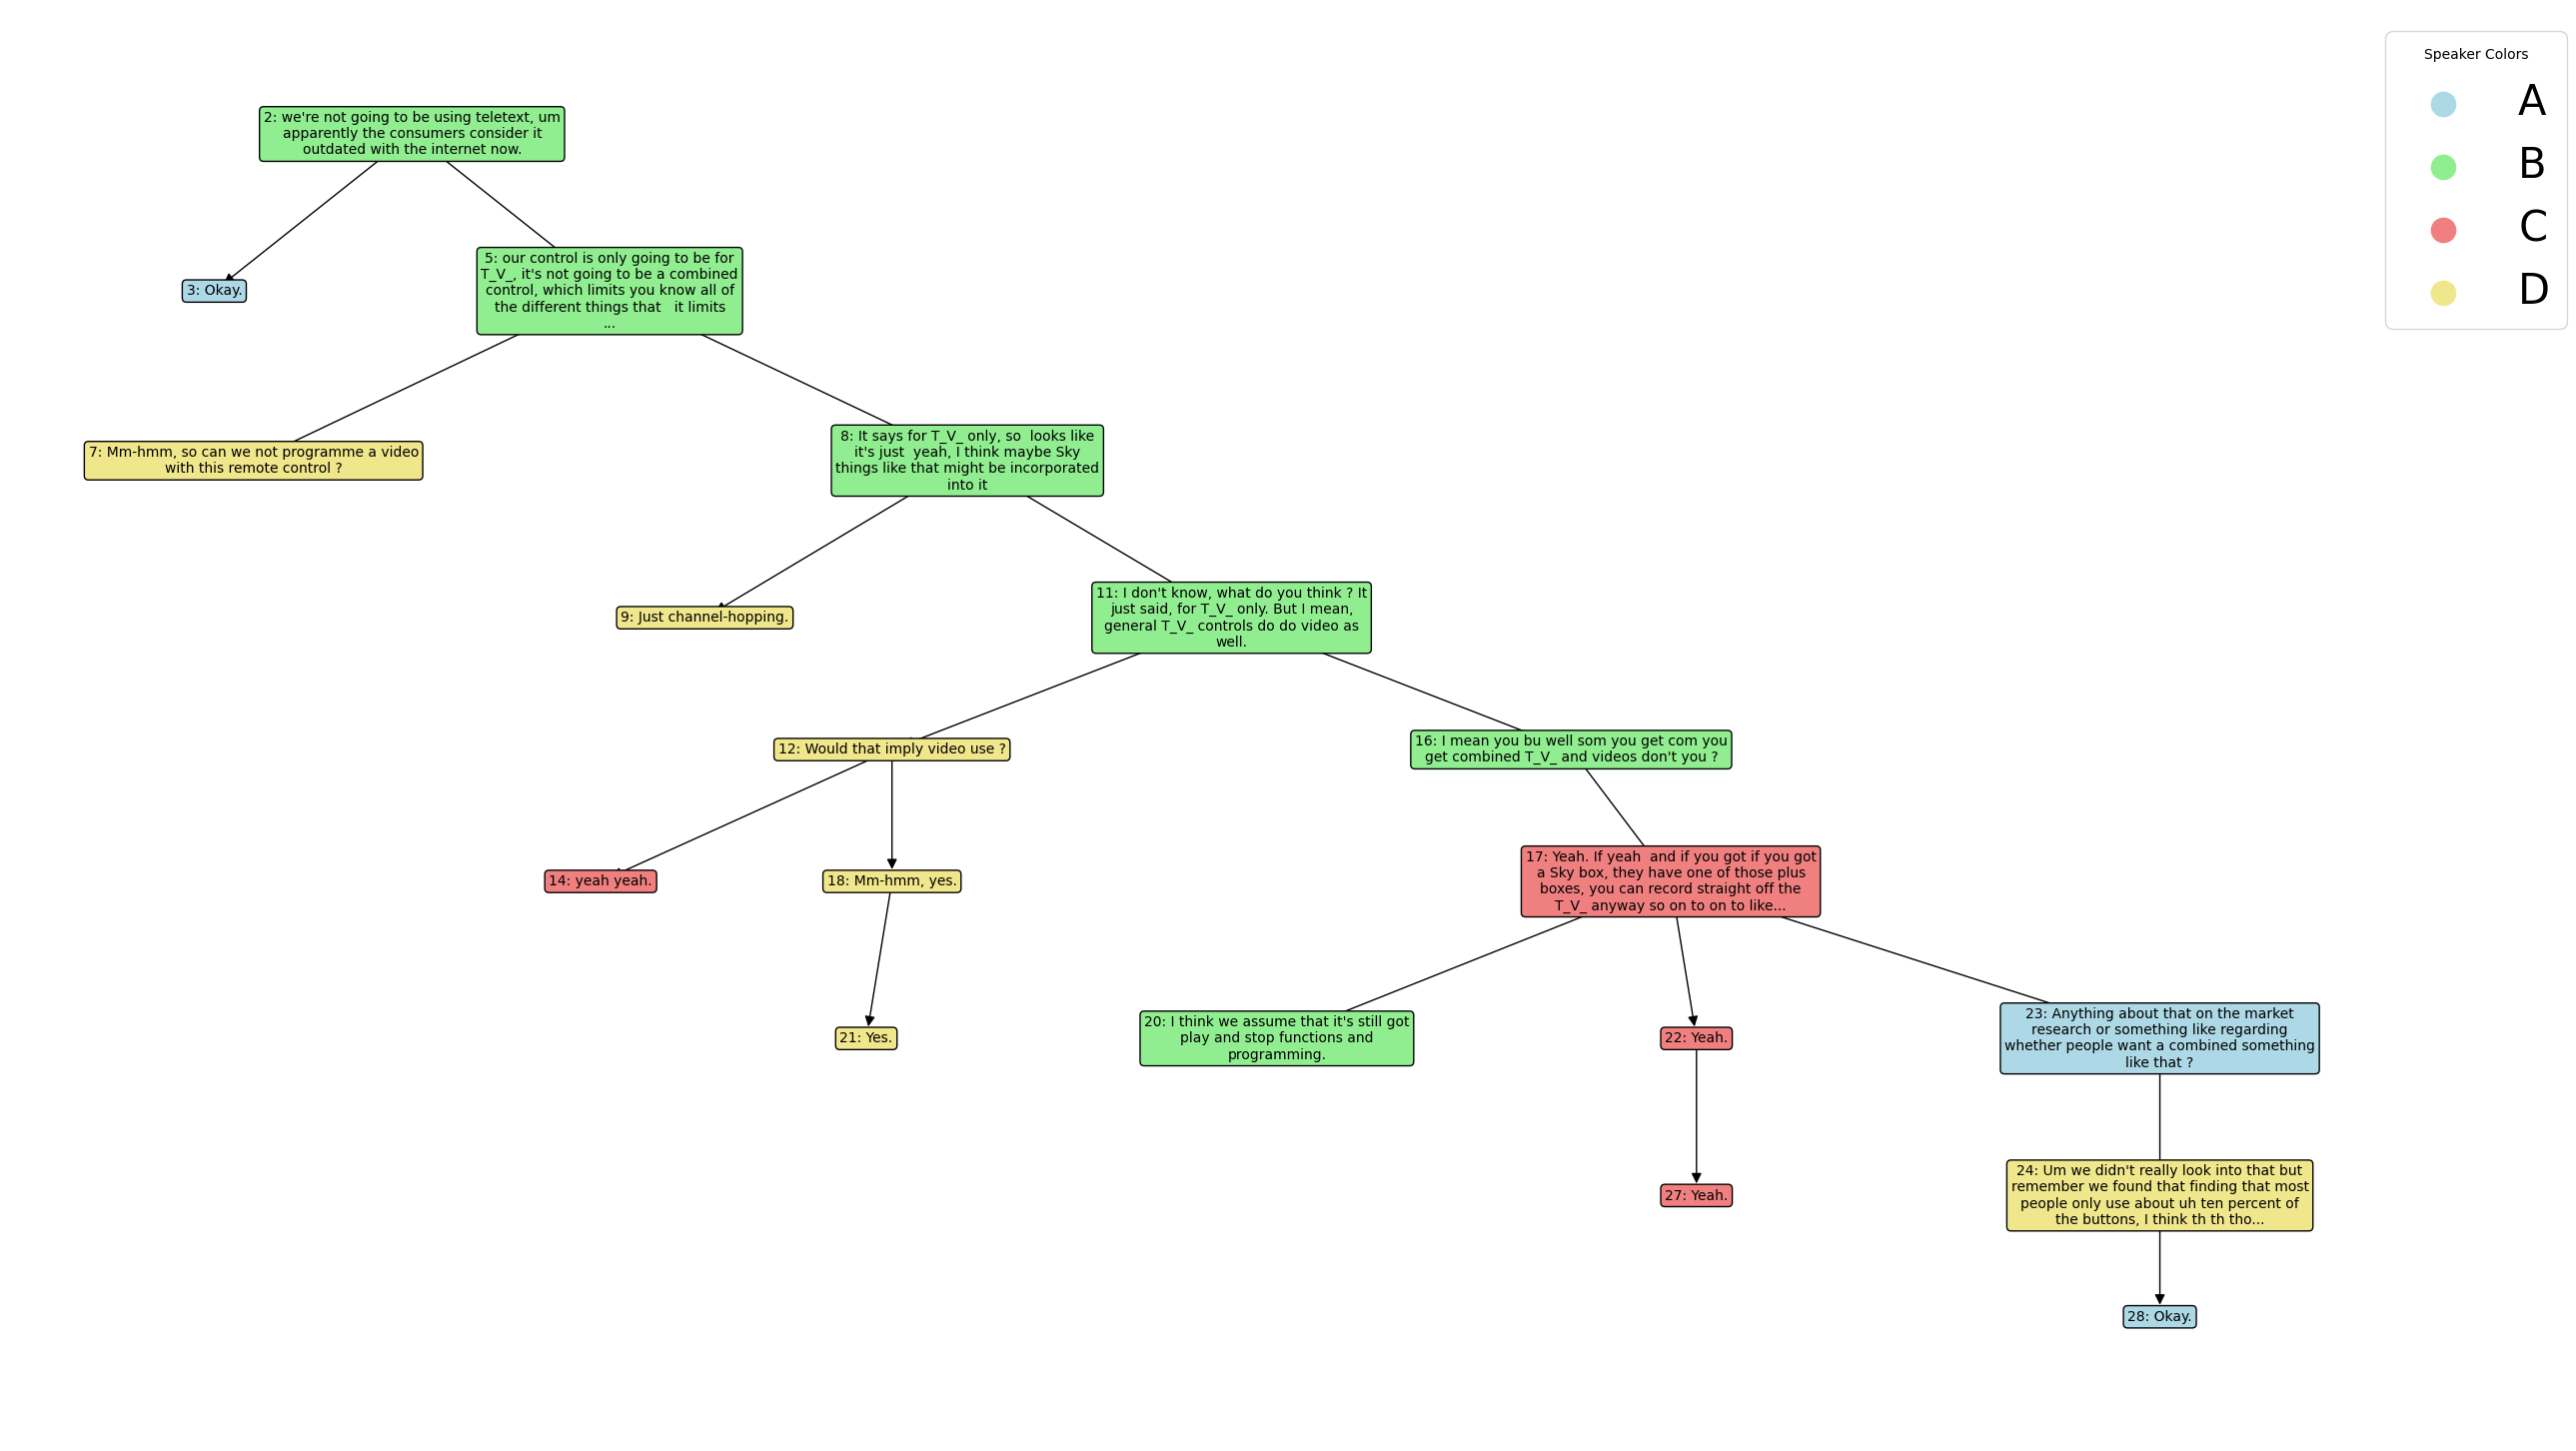 Speaker Colors
A
B
C
D
2: we're not going to be using teletext, um
apparently the consumers consider it
outdated with the internet now.
3: Okay.
5: our control is only going to be for
T_V_, it's not going to be a combined
control, which limits you know all of
the different things that   it limits
...
7: Mm-hmm, so can we not programme a video
with this remote control ?
8: It says for T_V_ only, so  looks like
it's just  yeah, I think maybe Sky
things like that might be incorporated
into it
9: Just channel-hopping.
11: I don't know, what do you think ? It
just said, for T_V_ only. But I mean,
general T_V_ controls do do video as
well.
12: Would that imply video use ?
16: I mean you bu well som you get com you
get combined T_V_ and videos don't you ?
14: yeah yeah.
18: Mm-hmm, yes.
17: Yeah. If yeah  and if you got if you got
a Sky box, they have one of those plus
boxes, you can record straight off the
T_V_ anyway so on to on to like...
21: Yes.
20: I think we assume that it's still got
play and stop functions and
programming.
22: Yeah.
23: Anything about that on the market
research or something like regarding
whether people want a combined something
like that ?
27: Yeah.
24: Um we didn't really look into that but
remember we found that finding that most
people only use about uh ten percent of
the buttons, I think th th tho...
28: Okay.